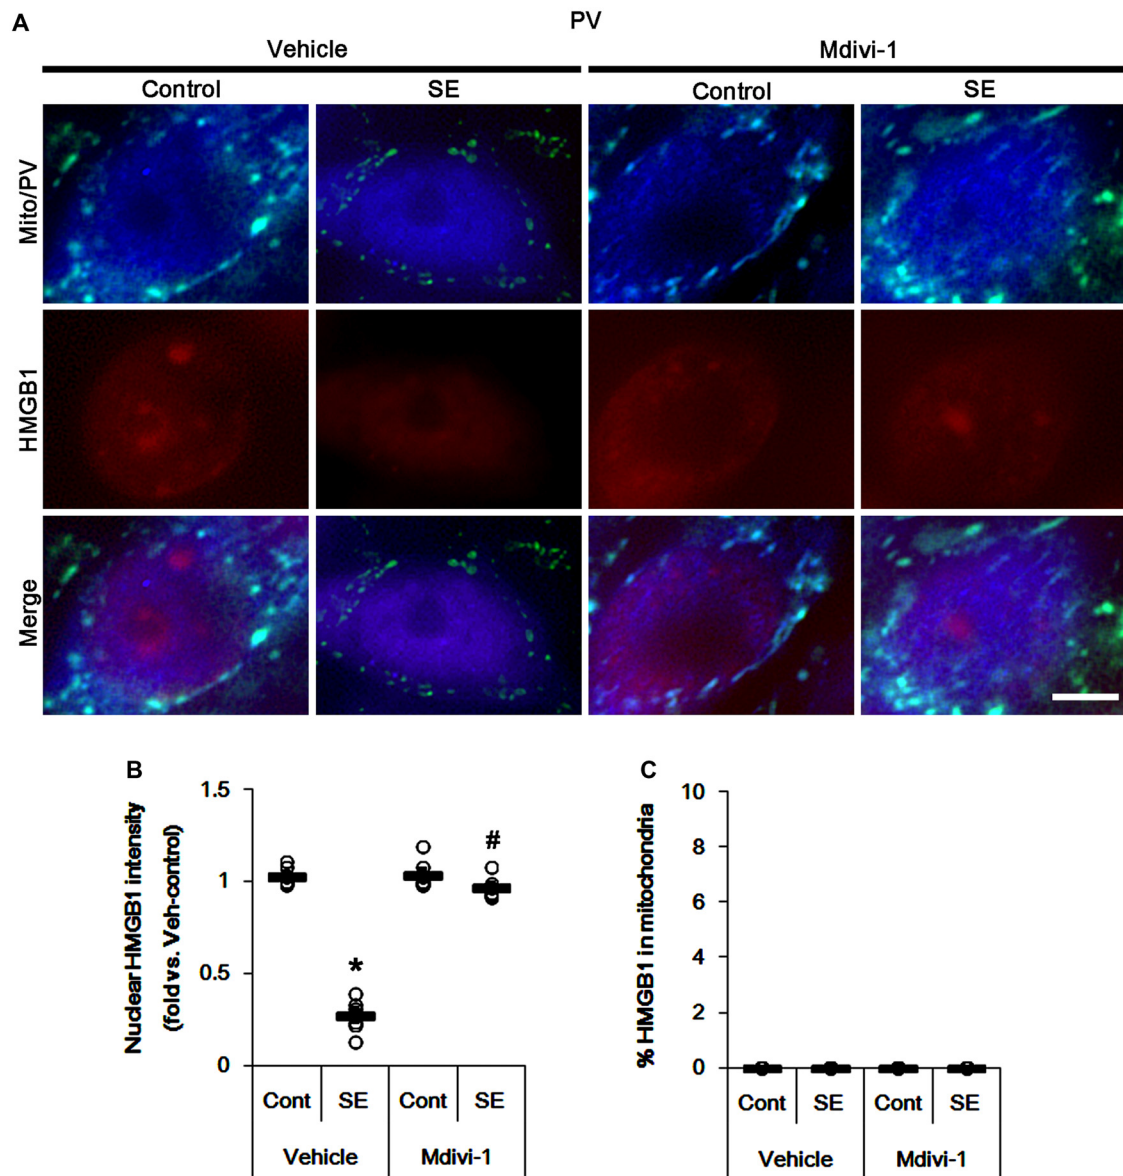 A
PV
Vehicle Mdivi-1
Control SE Control SE
Mito/PV
HMGB1
Merge
B
Nuclear HMGB1 intensity
(fold vs. Veh-control)
1.5
1
0.5
0
*
#
Cont SE Cont SE
Vehicle Mdivi-1
C
% HMGB1 in mitochondria
10
8
6
4
2
0
Cont SE Cont SE
Vehicle Mdivi-1